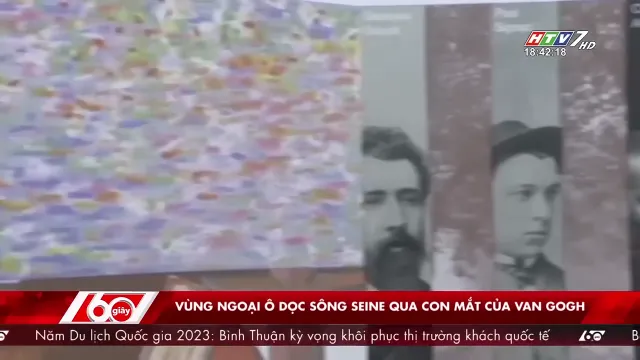 HTV7 HD
18:42:18
60 giây
VÙNG NGOẠI Ô DỌC SÔNG SEINE QUA CON MẮT CỦA VAN GOGH
Năm Du lịch Quốc gia 2023: Bình Thuận kỳ vọng khôi phục thị trường khách quốc tế
60